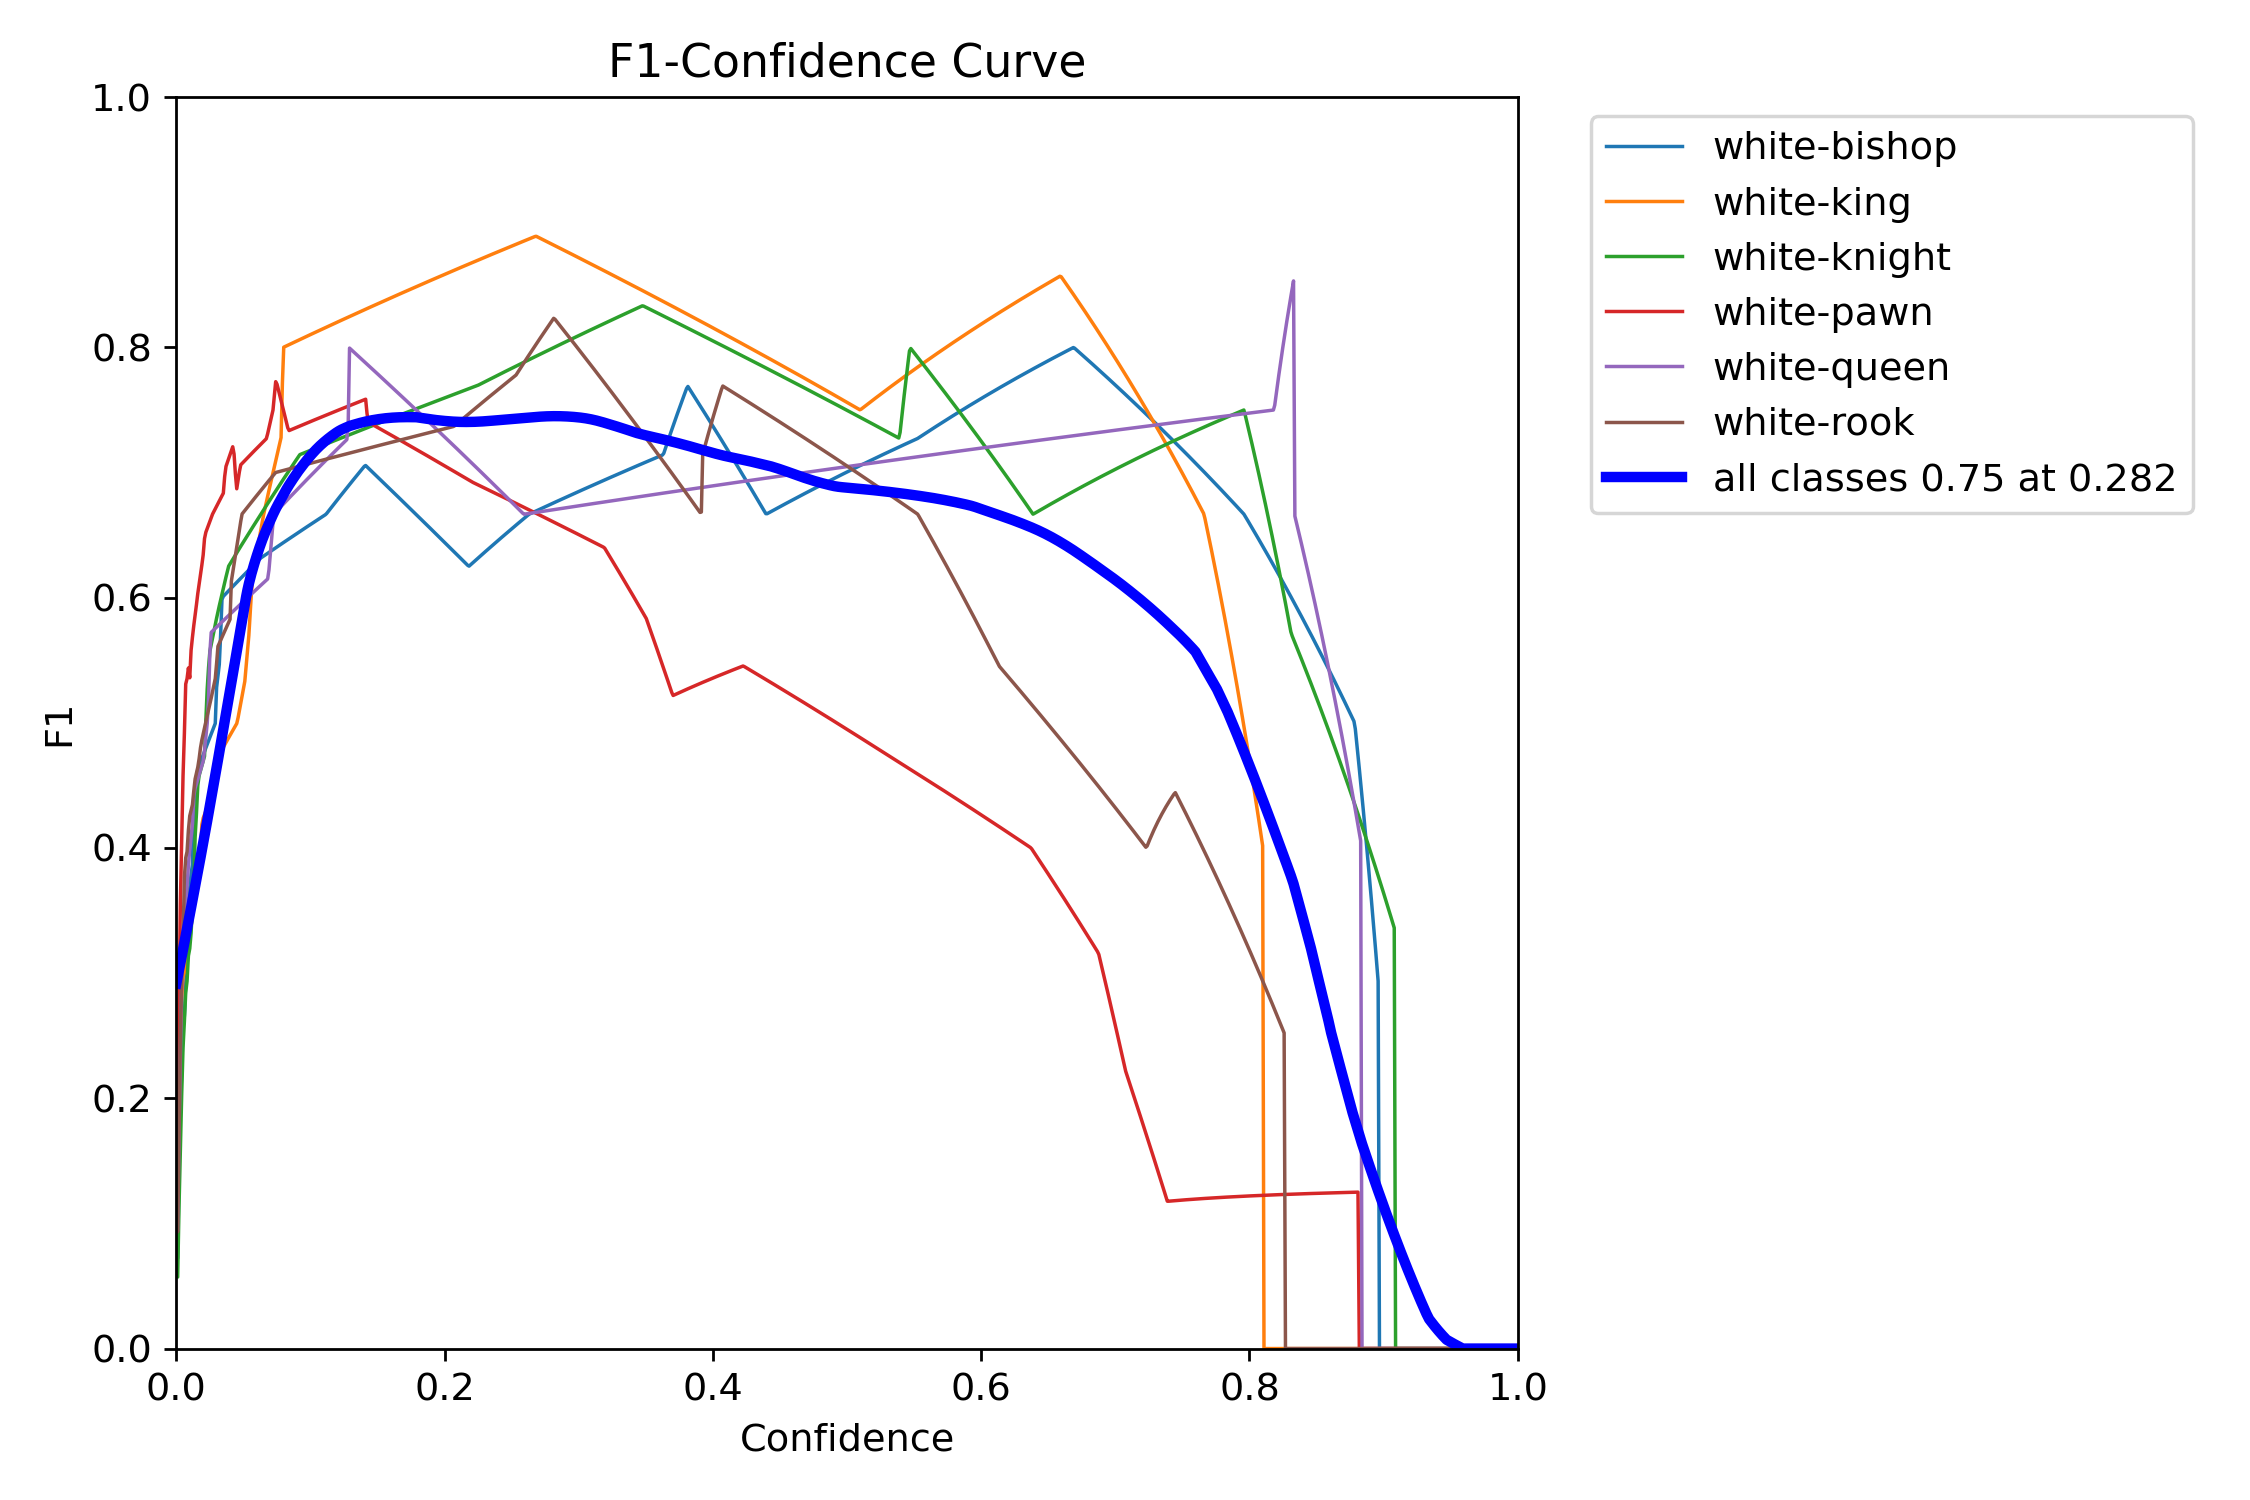 F1-Confidence Curve
1.0
0.8
0.6
0.4
0.2
0.0
F1
0.0 0.2 0.4 0.6 0.8 1.0
Confidence
white-bishop
white-king
white-knight
white-pawn
white-queen
white-rook
all classes 0.75 at 0.282